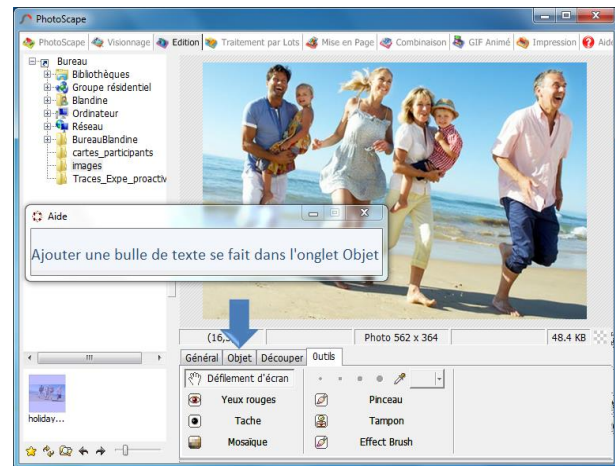 PhotoScape
PhotoScape Visionnage Edition Traitement par Lots Mise en Page Combinaison GIF Animé Impression Aide
Bureau
Bibliothèques
Groupe résidentiel
Blandine
Ordinateur
Réseau
BureauBlandine
cartes_participants
images
Traces_Expe_proactiv
Aide
Ajouter une bulle de texte se fait dans l'onglet Objet
Photo 562 x 364 48.4 KB
Général Objet Découper Outils
Défilement d'écran
Yeux rouges Pinceau
Tache Tampon
Mosaïque Effect Brush
holiday...